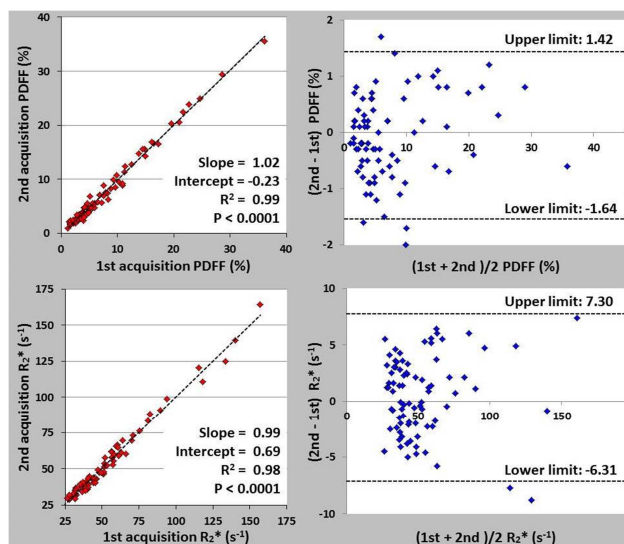 2nd acquisition PDFF (%)
40
30
20
10
0
0
10
20
30
40
1st acquisition PDFF (%)
Slope = 1.02
Intercept = -0.23
R² = 0.99
P < 0.0001
(2nd - 1st) PDFF (%)
2
1
0
-1
-2
0
10
20
30
40
Upper limit: 1.42
Lower limit: -1.64
(1st + 2nd )/2 PDFF (%)
2nd acquisition R₂* (s⁻¹)
175
150
125
100
75
50
25
25
50
75
100
125
150
175
1st acquisition R₂* (s⁻¹)
Slope = 0.99
Intercept = 0.69
R² = 0.98
P < 0.0001
(2nd - 1st) R₂* (s⁻¹)
10
5
0
-5
-10
0
50
100
150
Upper limit: 7.30
Lower limit: -6.31
(1st + 2nd )/2 R₂* (s⁻¹)